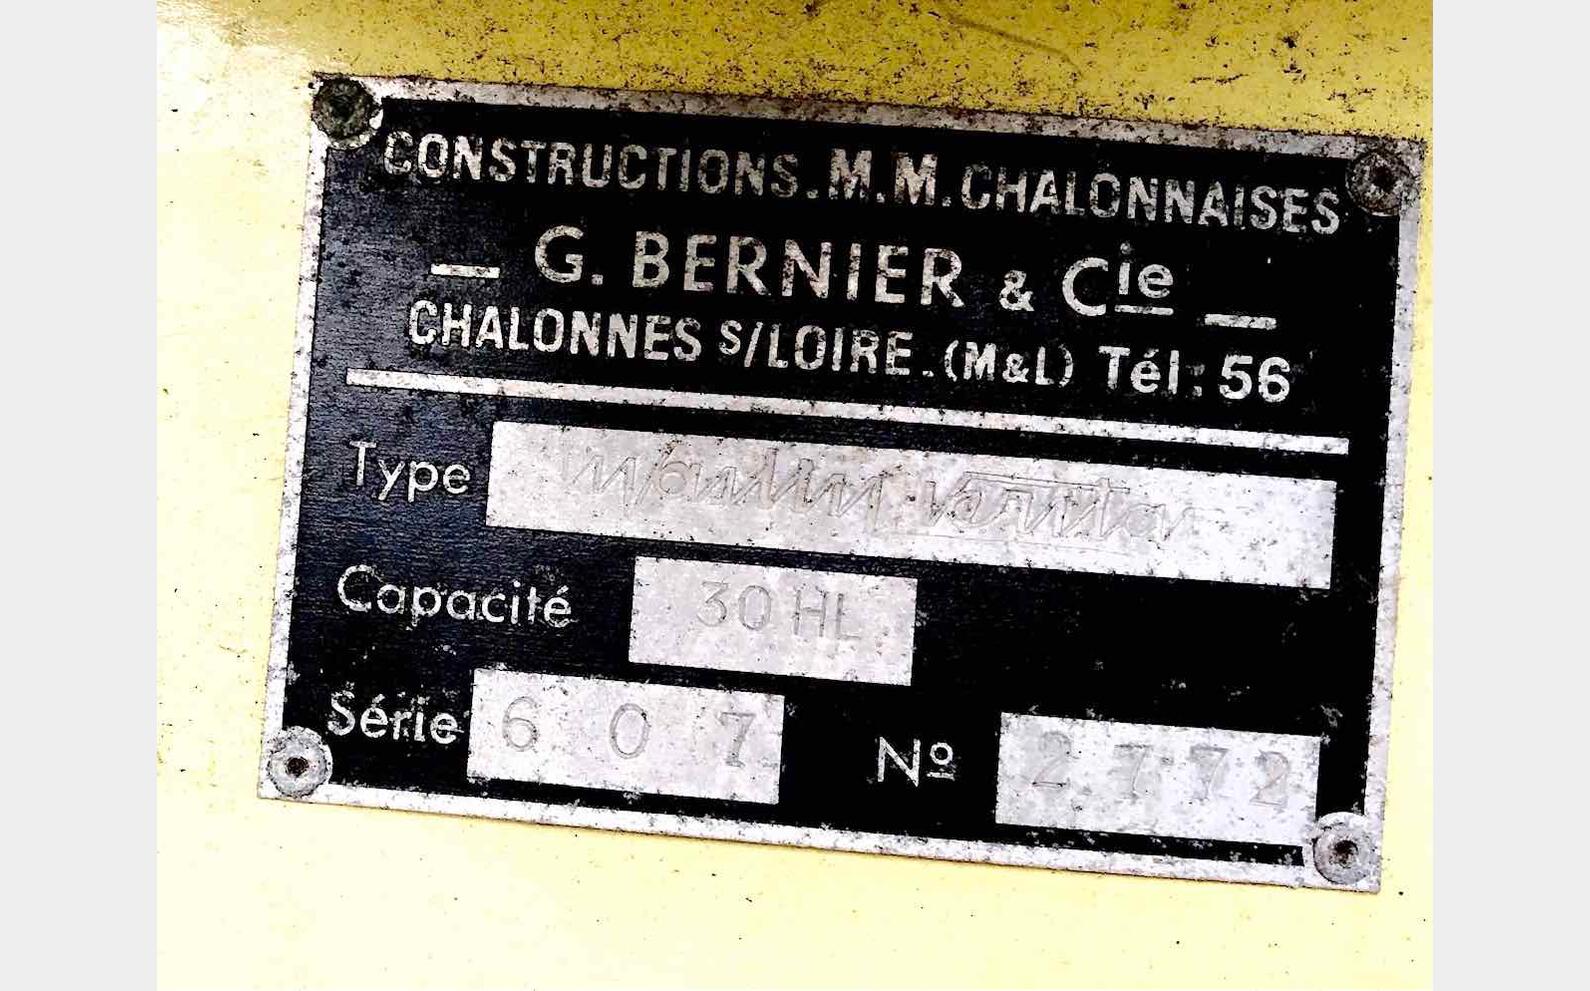 CONSTRUCTIONS.M.M.CHALONNAISES
— G. BERNIER & Cie —
CHALONNES S/LOIRE.(M&L) Tél: 56
Type
Capacité 30 HL
Série 6 0 7 No 2 7 7 2